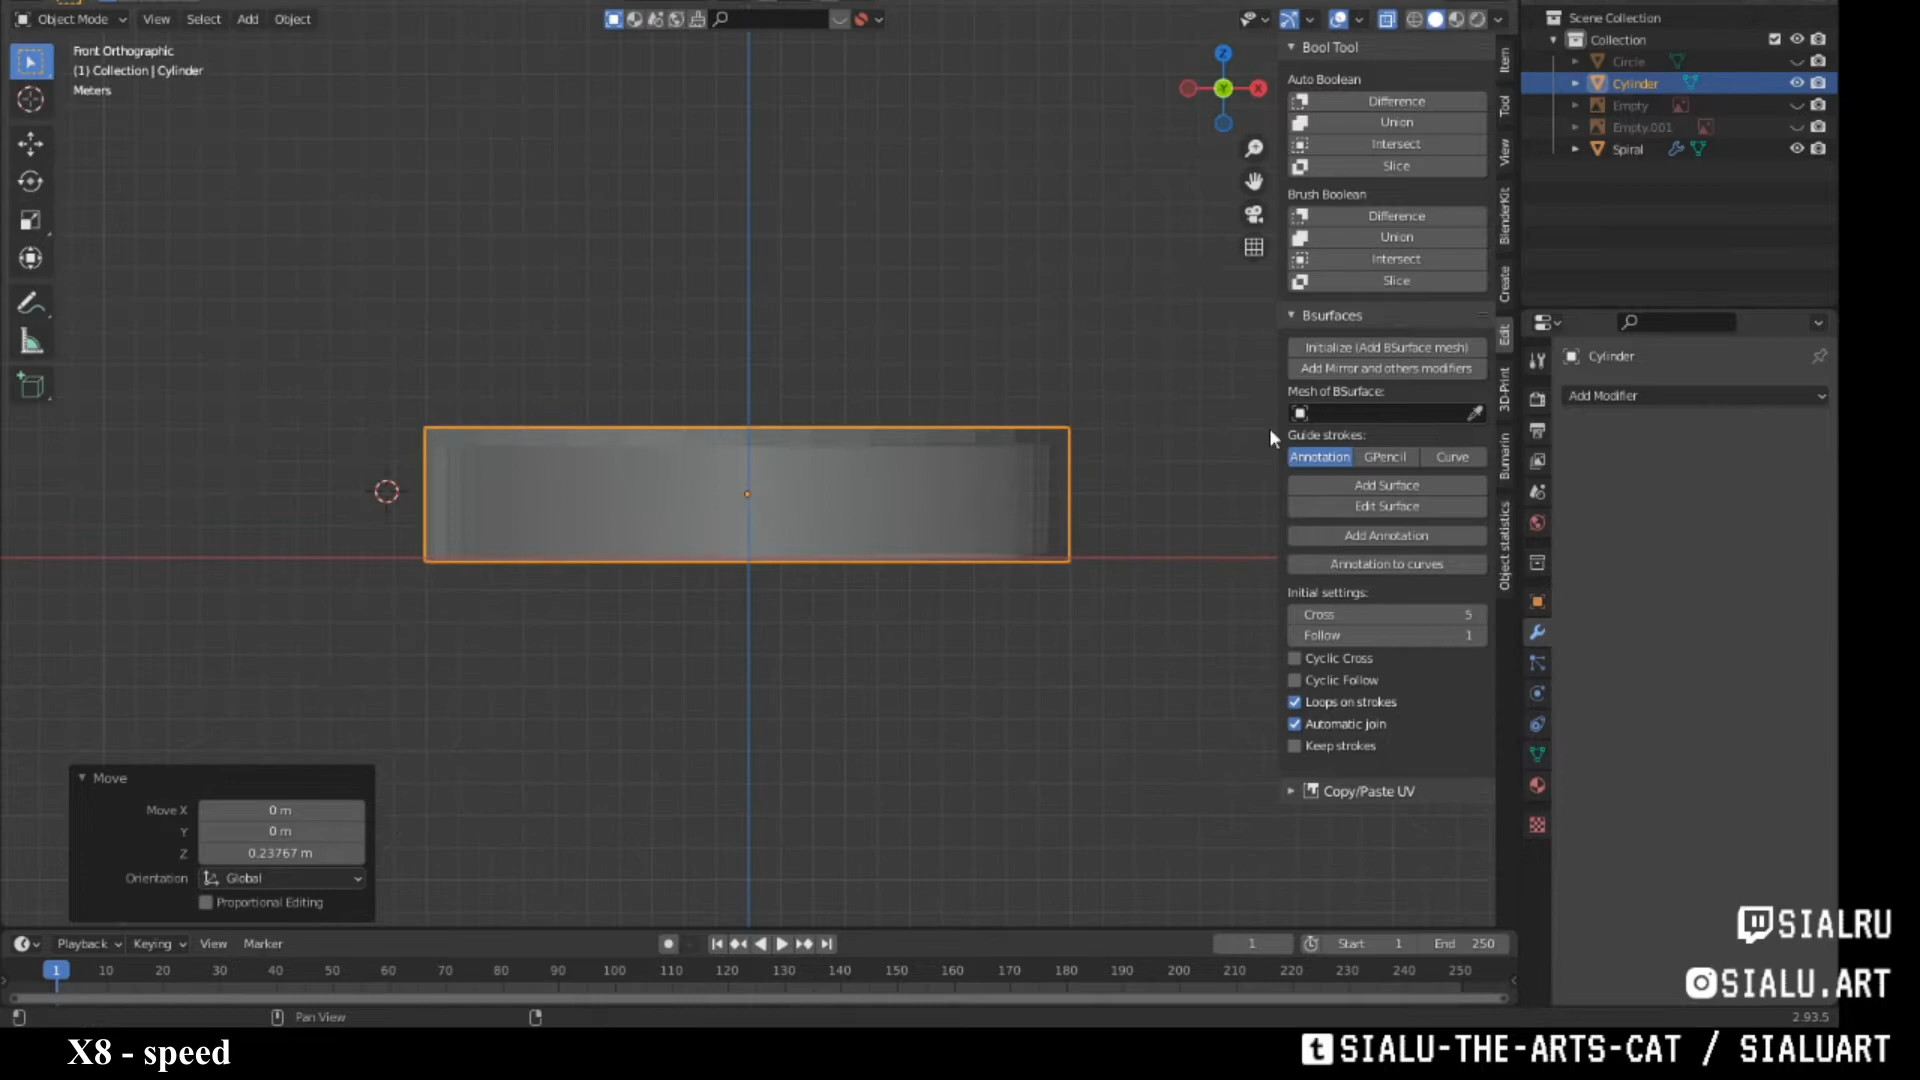 Object Mode View Select Add Object
Front Orthographic
(1) Collection | Cylinder
Meters
Z
Y
X
Bool Tool
Auto Boolean
Difference
Union
Intersect
Slice
Brush Boolean
Difference
Union
Intersect
Slice
Bsurfaces
Initialize (Add BSurface mesh)
Add Mirror and others modifiers
Mesh of BSurface:
Guide strokes:
Annotation GPencil Curve
Add Surface
Edit Surface
Add Annotation
Annotation to curves
Initial settings:
Cross 5
Follow 1
Cyclic Cross
Cyclic Follow
Loops on strokes
Automatic join
Keep strokes
Copy/Paste UV
Item
Tool
View
BlenderKit
Create
Edit
3D-Print
Bumarin
Object statistics
Scene Collection
Collection
Circle
Cylinder
Empty
Empty.001
Spiral
Cylinder
Add Modifier
Move
Move X 0 m
Y 0 m
Z 0.23767 m
Orientation Global
Proportional Editing
Playback Keying View Marker
1 Start 1 End 250
1 10 20 30 40 50 60 70 80 90 100 110 120 130 140 150 160 170 180 190 200 210 220 230 240 250
Pan View
2.93.5
SIALRU
SIALU.ART
X8 - speed
SIALU-THE-ARTS-CAT / SIALUART